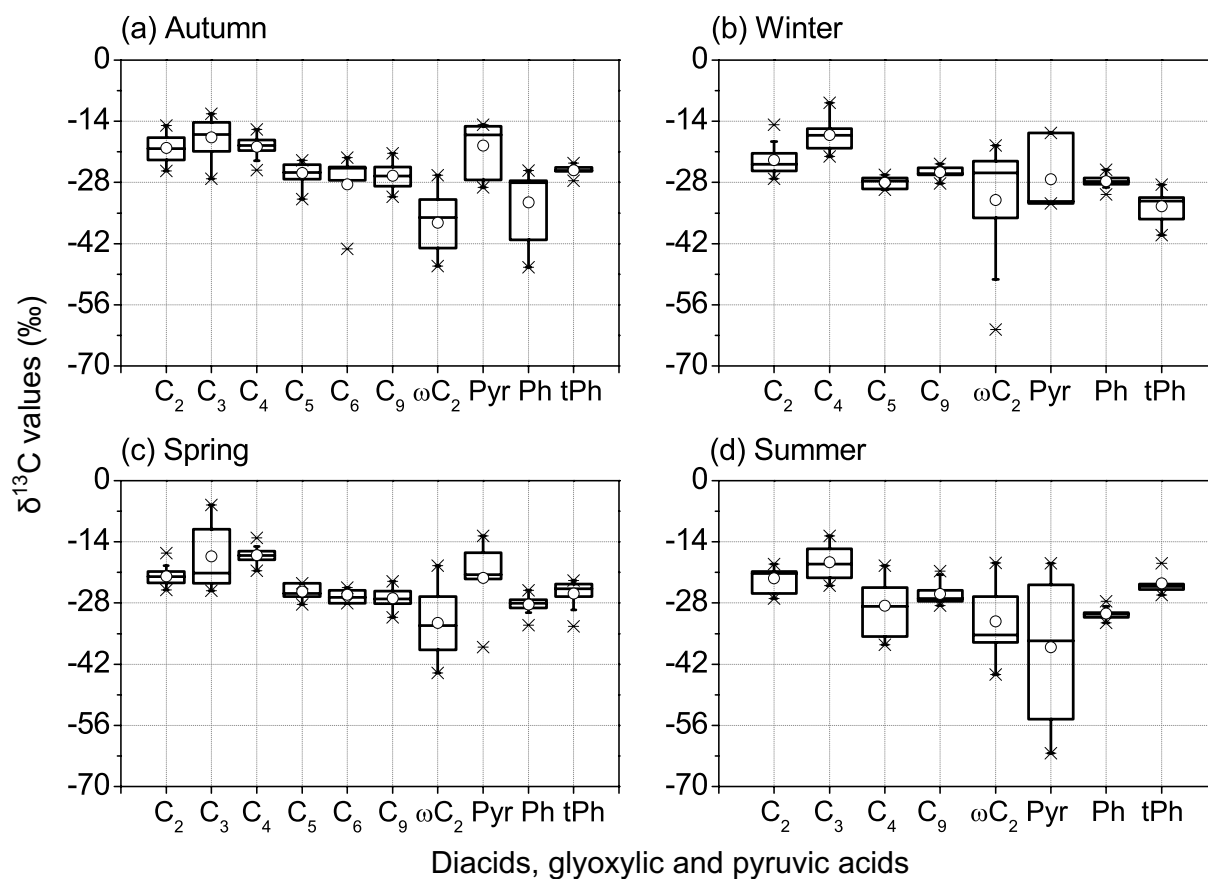 (a) Autumn
0
-14
-28
-42
-56
-70
C₂ C₃ C₄ C₅ C₆ C₉ ωC₂ Pyr Ph tPh
(b) Winter
0
-14
-28
-42
-56
-70
C₂ C₄ C₅ C₉ ωC₂ Pyr Ph tPh
δ¹³C values (‰)
(c) Spring
0
-14
-28
-42
-56
-70
C₂ C₃ C₄ C₅ C₆ C₉ ωC₂ Pyr Ph tPh
(d) Summer
0
-14
-28
-42
-56
-70
C₂ C₃ C₄ C₉ ωC₂ Pyr Ph tPh
Diacids, glyoxylic and pyruvic acids